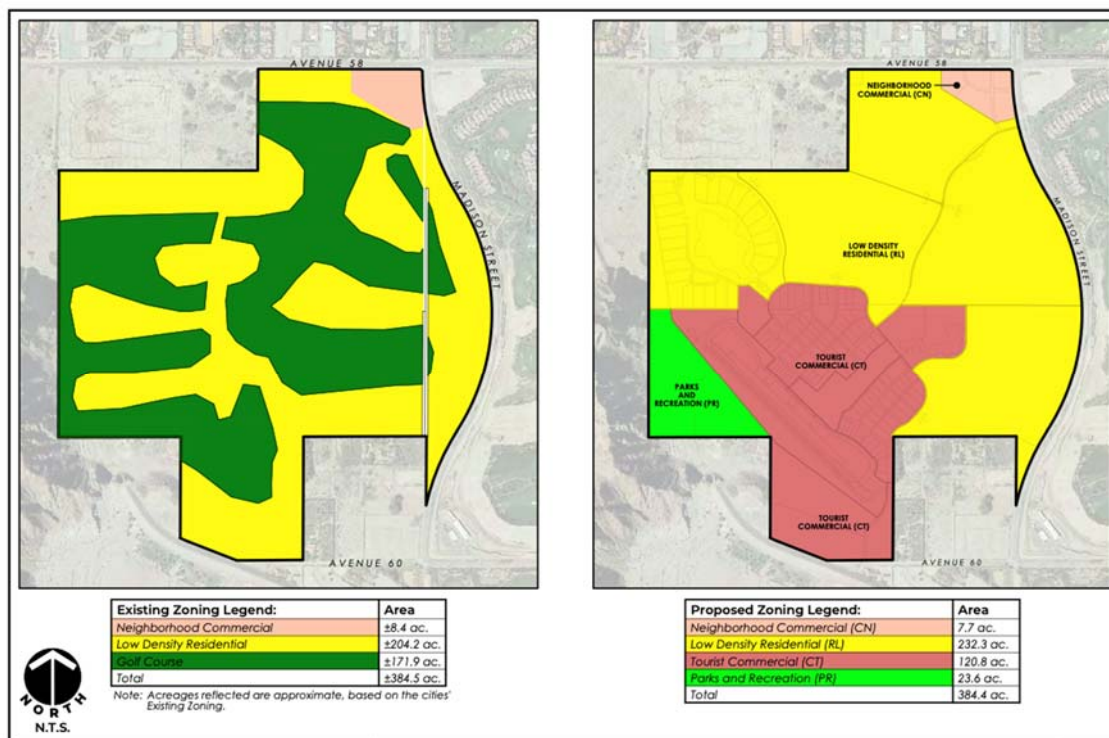 AVENUE 58
MADISON STREET
AVENUE 60
Existing Zoning Legend: Area
Neighborhood Commercial ±8.4 ac.
Low Density Residential ±204.2 ac.
Golf Course ±171.9 ac.
Total ±384.5 ac.
Note: Acreages reflected are approximate, based on the cities'
Existing Zoning.
NORTH
N.T.S.
AVENUE 58
NEIGHBORHOOD
COMMERCIAL (CN)
MADISON STREET
LOW DENSITY
RESIDENTIAL (RL)
TOURIST
COMMERCIAL (CT)
PARKS
AND
RECREATION (PR)
TOURIST
COMMERCIAL (CT)
AVENUE 60
Proposed Zoning Legend: Area
Neighborhood Commercial (CN) 7.7 ac.
Low Density Residential (RL) 232.3 ac.
Tourist Commercial (CT) 120.8 ac.
Parks and Recreation (PR) 23.6 ac.
Total 384.4 ac.